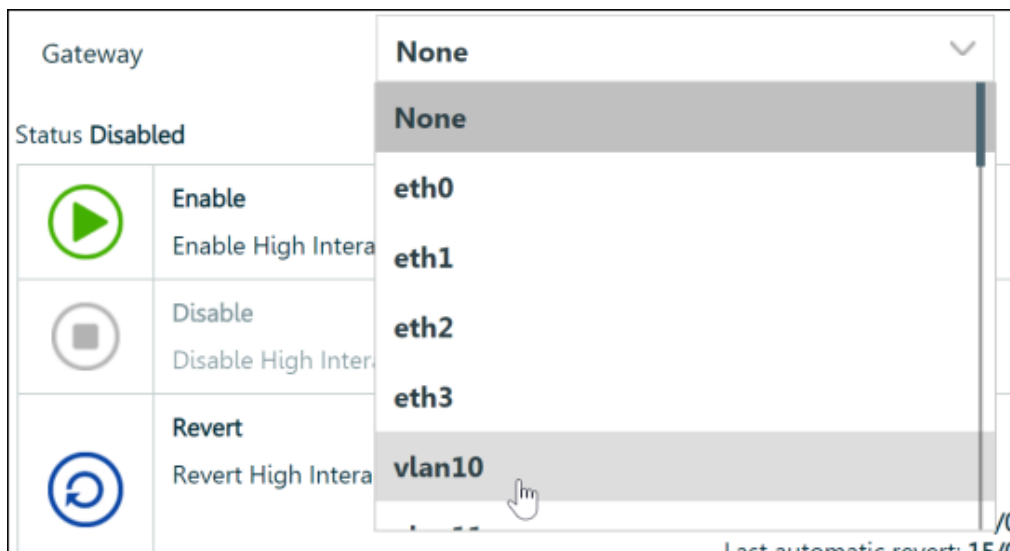 Gateway
None
None
Status Disabled
eth0
Enable
Enable High Intera
eth1
Disable
eth2
Disable High Inter
eth3
Revert
vlan10
Revert High Intera
Last automatic revert: 15/